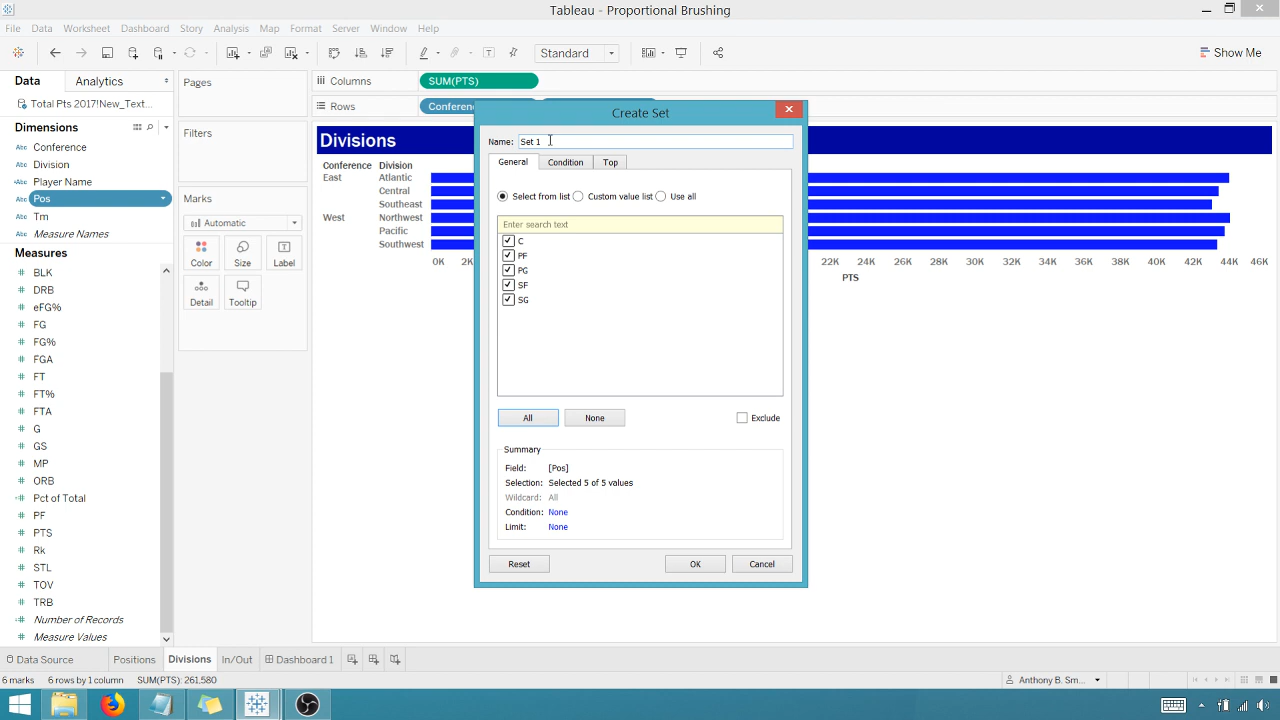 Tableau - Proportional Brushing
File Data Worksheet Dashboard Story Analysis Map Format Server Window Help
Standard
Show Me
Data Analytics
Pages
Columns SUM(PTS)
Total Pts 2017!New_Text...
Rows
Dimensions
Filters
Abc Conference
Abc Division
Abc Player Name
Abc Pos
Abc Tm
Abc Measure Names
Measures
BLK
DRB
eFG%
FG
FG%
FGA
FT
FT%
FTA
G
GS
MP
ORB
Pct of Total
PF
PTS
Rk
STL
TOV
TRB
Number of Records
Measure Values
Marks
Automatic
Color Size Label
Detail Tooltip
Divisions
Conference Division
East Atlantic
Central
Southeast
West Northwest
Pacific
Southwest
0K 22K 24K 26K 28K 30K 32K 34K 36K 38K 40K 42K 44K 46K
PTS
Create Set
Name: Set 1
General Condition Top
Select from list Custom value list Use all
Enter search text
C
PF
PG
SF
SG
All None Exclude
Summary
Field: [Pos]
Selection: Selected 5 of 5 values
Wildcard: All
Condition: None
Limit: None
Reset OK Cancel
Data Source Positions Divisions In/Out Dashboard 1
6 marks 6 rows by 1 column SUM(PTS): 261,580 Anthony B. Sm...